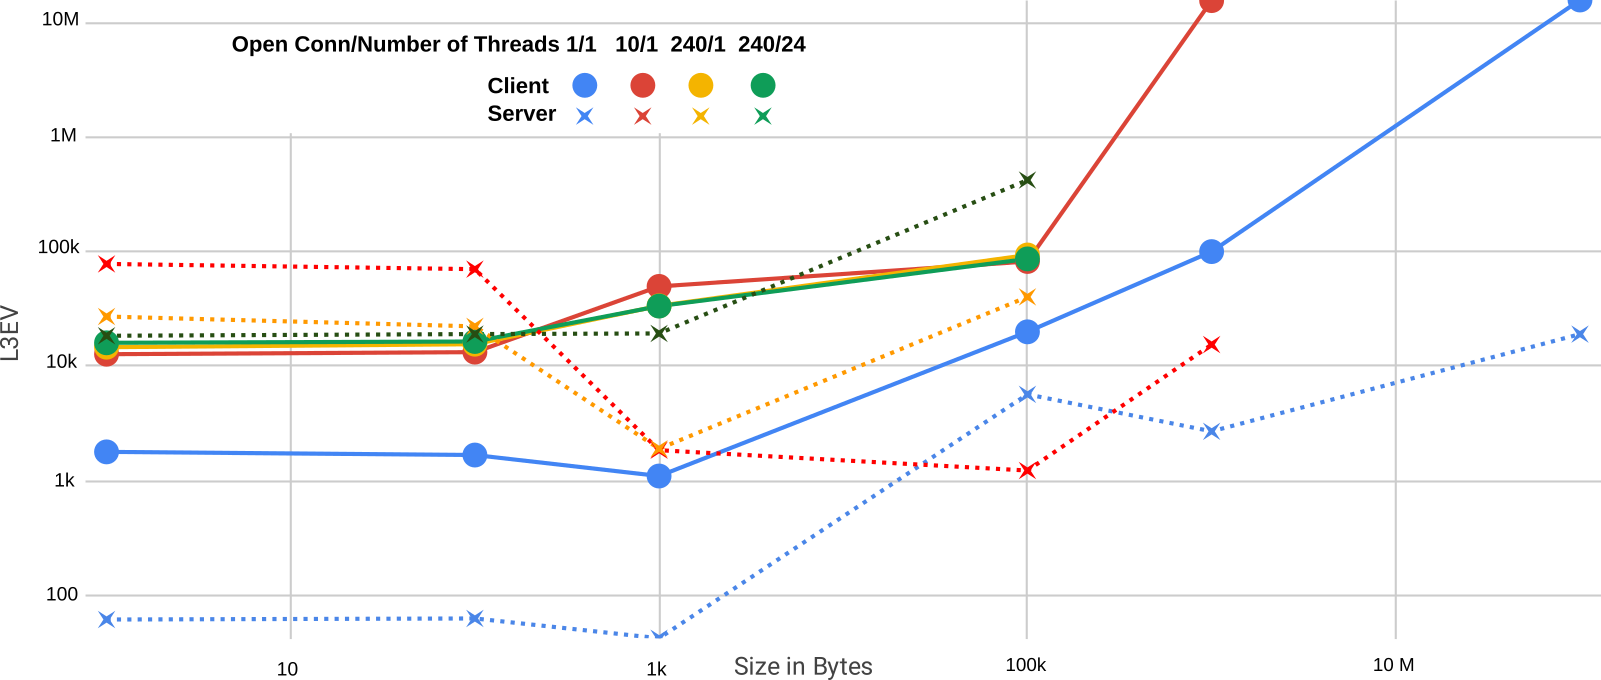 10M
Open Conn/Number of Threads 1/1 10/1 240/1 240/24
Client
Server
1M
100k
10k
1k
100
L3EV
10
1k
Size in Bytes
100k
10 M